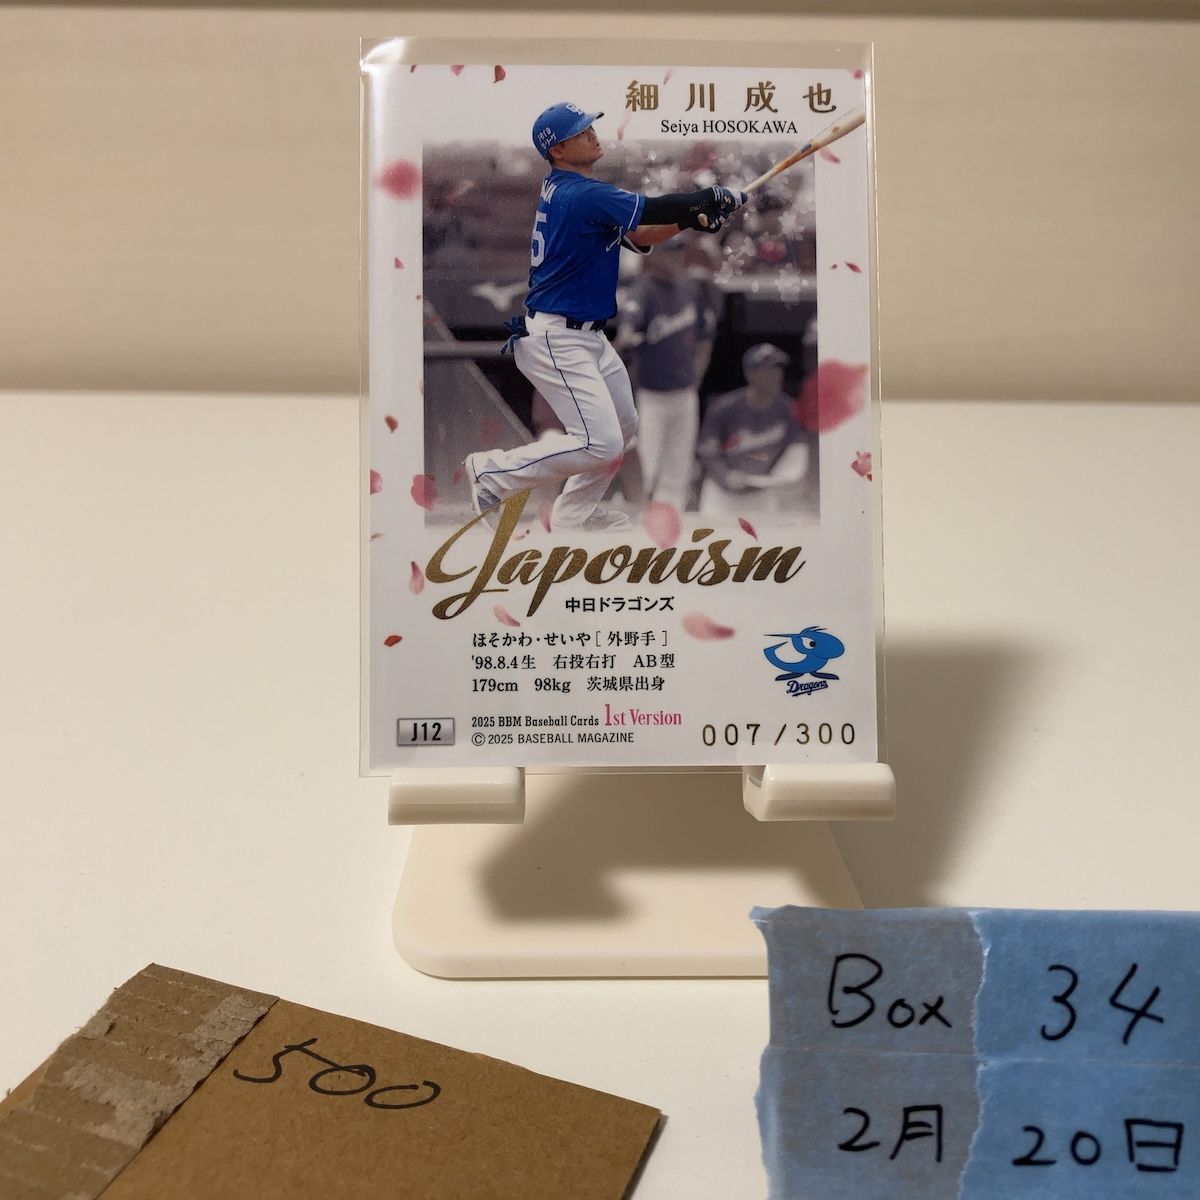 細川成也
Seiya HOSOKAWA
5
Japonism
中日ドラゴンズ
ほそかわ・せいや [ 外野手 ]
'98.8.4生 右投右打 AB型
179cm 98kg 茨城県出身
Dragons
J12
2025 BBM Baseball Cards 1st Version
© 2025 BASEBALL MAGAZINE
007/300
500
Box 34
2月 20日